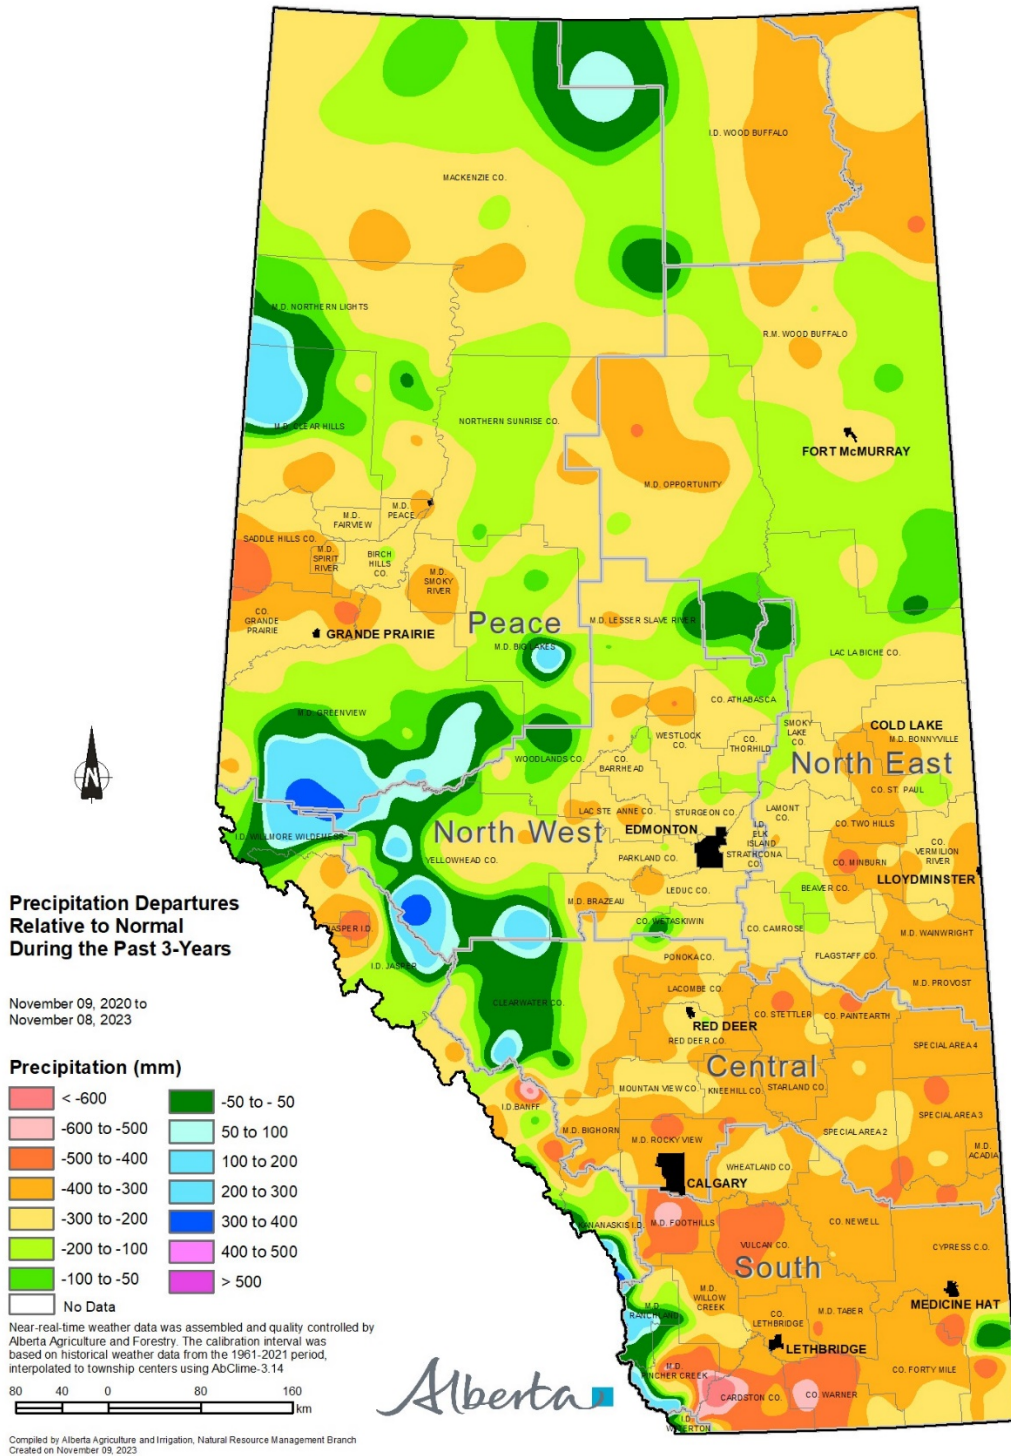 I.D. WOOD BUFFALO
MACKENZIE CO.
M.D. NORTHERN LIGHTS
R.M. WOOD BUFFALO
NORTHERN SUNRISE CO.
M.D. CLEAR HILLS
FORT McMURRAY
M.D. OPPORTUNITY
M.D.
PEACE
M.D.
FAIRVIEW
SADDLE HILLS CO.
M.D.
SPIRIT
RIVER
BIRCH
HILLS
CO.
M.D.
SMOKY
RIVER
CO.
GRANDE
PRAIRIE
GRANDE PRAIRIE
Peace
M.D. BIG LAKES
M.D. LESSER SLAVE RIVER
LAC LA BICHE CO.
M.D. GREENVIEW
CO. ATHABASCA
WESTLOCK
CO.
CO.
THORHILD
SMOKY
LAKE
CO.
COLD LAKE
M.D. BONNYVILLE
WOODLANDS CO.
CO.
BARRHEAD
North East
CO. ST PAUL
I.D. WILLMORE WILDERNESS
North West
LAC STE ANNE CO.
STURGEON CO.
LAMONT
CO.
EDMONTON
I.D.
ELK
ISLAND
CO. TWO HILLS
YELLOWHEAD CO.
PARKLAND CO.
STRATHCONA
CO.
CO. MINBURN
CO.
VERMILION
RIVER
LLOYDMINSTER
LEDUC CO.
BEAVER CO.
M.D. BRAZEAU
CO. WETASKIWIN
CO. CAMROSE
M.D. WAINWRIGHT
JASPER I.D.
I.D. JASPER
PONOKA CO.
FLAGSTAFF CO.
M.D. PROVOST
LACOMBE CO.
CLEARWATER CO.
CO. STETTLER
CO. PAINTEARTH
RED DEER
RED DEER CO.
SPECIAL AREA 4
Central
MOUNTAN VIEW CO.
KNEEHILL CO.
STARLAND CO.
I.D. BANFF
SPECIAL AREA 3
M.D. BIGHORN
M.D. ROCKY VIEW
SPECIAL AREA 2
M.D.
ACADIA
WHEATLAND CO.
CALGARY
KANANASKIS I.D.
M.D. FOOTHILLS
CO. NEWELL
VULCAN CO.
CYPRESS C.O.
South
M.D.
WILLOW
CREEK
M.D.
RANCHLAND
MEDICINE HAT
CO.
LETHBRIDGE
M.D. TABER
LETHBRIDGE
M.D.
PINCHER CREEK
CO. FORTY MILE
CARDSTON CO.
CO. WARNER
I.D.
WATERTON
N
Precipitation Departures
Relative to Normal
During the Past 3-Years
November 09, 2020 to
November 08, 2023
Precipitation (mm)
< -600
-600 to -500
-500 to -400
-400 to -300
-300 to -200
-200 to -100
-100 to -50
No Data
-50 to - 50
50 to 100
100 to 200
200 to 300
300 to 400
400 to 500
> 500
Near-real-time weather data was assembled and quality controlled by
Alberta Agriculture and Forestry. The calibration interval was
based on historical weather data from the 1961-2021 period,
interpolated to township centers using AbClime-3.14
80 40 0 80 160
km
Alberta
Compiled by Alberta Agriculture and Irrigation, Natural Resource Management Branch
Created on November 09, 2023